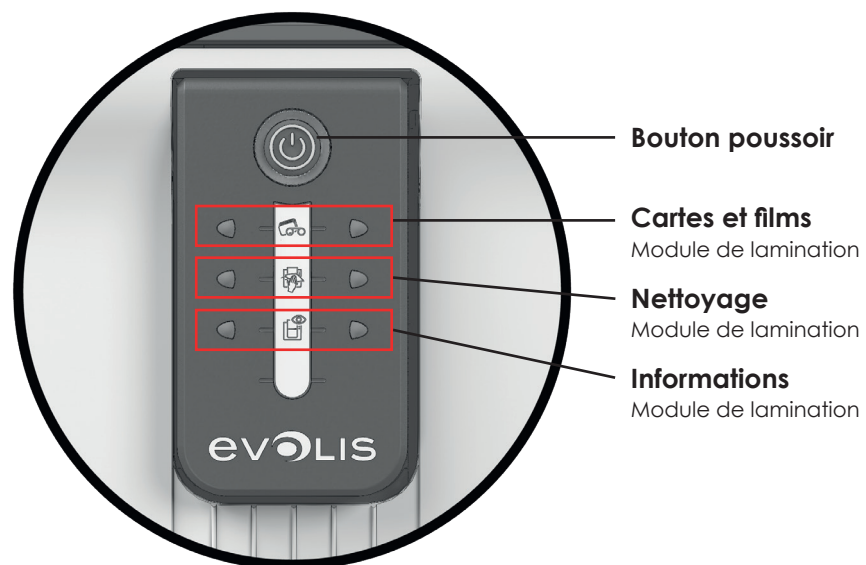 Bouton poussoir
Cartes et films
Module de lamination
Nettoyage
Module de lamination
Informations
Module de lamination
evolis